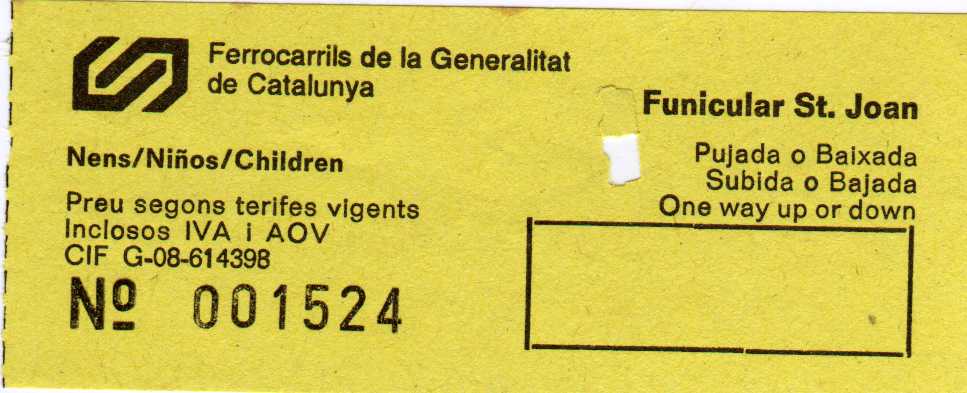 Ferrocarrils de la Generalitat
de Catalunya
Funicular St. Joan
Nens/Niños/Children
Pujada o Baixada
Subida o Bajada
One way up or down
Preu segons terifes vigents
Inclosos IVA i AOV
CIF G-08-614398
Nº 001524